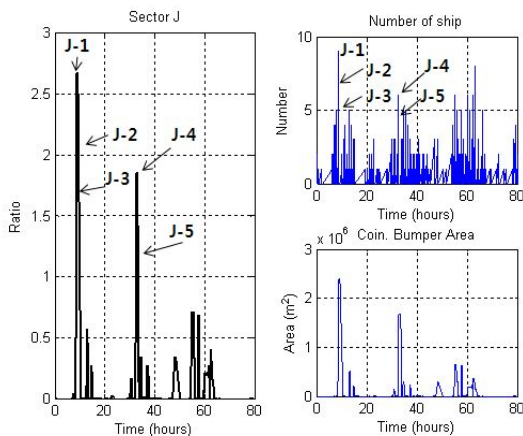 Sector J
3
2.5
2
1.5
1
0.5
0
0 20 40 60 80
Ratio
Time (hours)
J-1
J-2
J-3
J-4
J-5
Number of ship
10
5
0
0 20 40 60 80
Number
Time (hours)
J-1
J-2
J-3
J-4
J-5
Coin. Bumper Area
x 10⁶
3
2
1
0
0 20 40 60 80
Area (m²)
Time (hours)